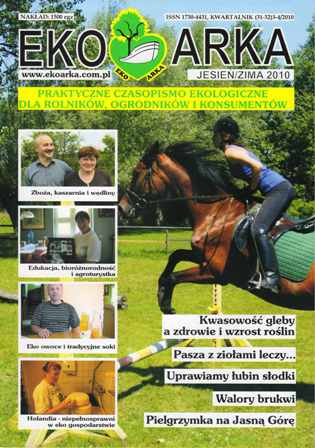 NAKŁAD: 1500 egz
ISSN 1730-4431, KWARTALNIK (31-32)3-4/2010
EKO ARKA
EKO ARKA
www.ekoarka.com.pl
JESIEŃ/ZIMA 2010
PRAKTYCZNE CZASOPISMO EKOLOGICZNE
DLA ROLNIKÓW, OGRODNIKÓW I KONSUMENTÓW
Zboża, kaszarnia i wędliny
Edukacja, bioróżnorodność
i agroturystka
Eko owoce i tradycyjne soki
Holandia - niepełnosprawni
w eko gospodarstwie
Kwasowość gleby
a zdrowie i wzrost roślin
Pasza z ziołami leczy...
Uprawiamy łubin słodki
Walory brukwi
Pielgrzymka na Jasną Górę